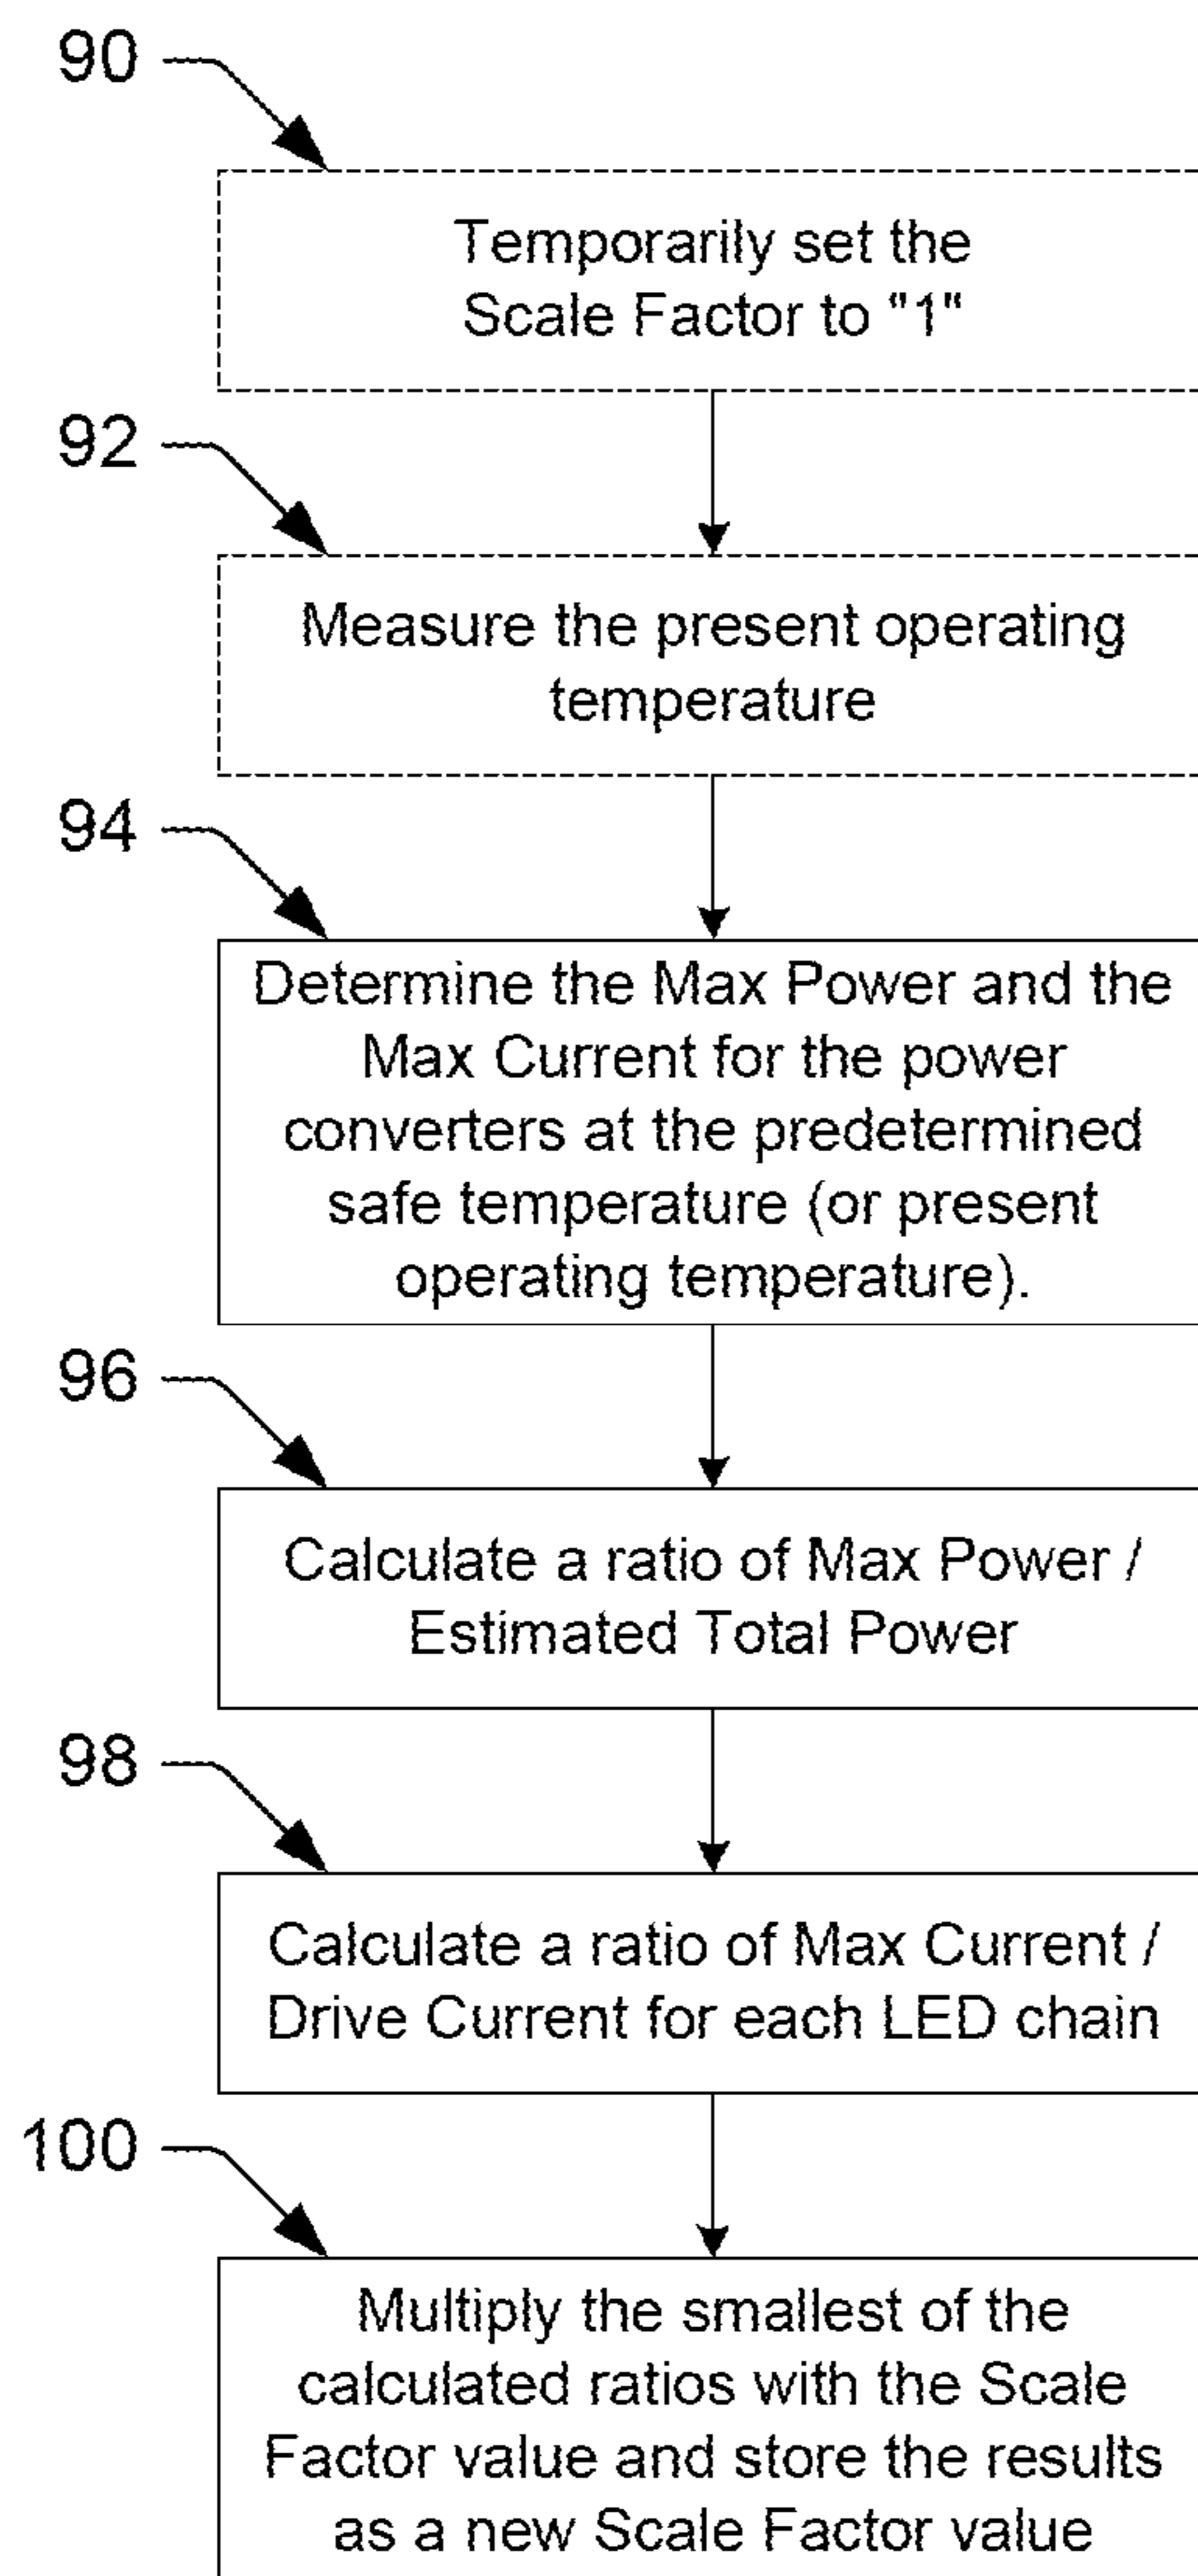 90
Temporarily set the
Scale Factor to "1"
92
Measure the present operating
temperature
94
Determine the Max Power and the
Max Current for the power
converters at the predetermined
safe temperature (or present
operating temperature).
96
Calculate a ratio of Max Power /
Estimated Total Power
98
Calculate a ratio of Max Current /
Drive Current for each LED chain
100
Multiply the smallest of the
calculated ratios with the Scale
Factor value and store the results
as a new Scale Factor value